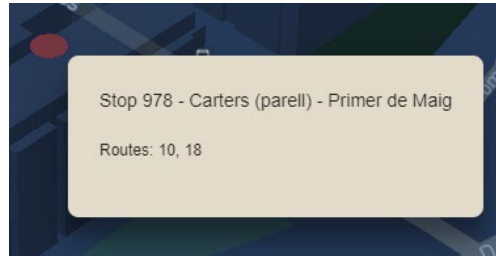 Stop 978 - Carters (parell) - Primer de Maig
Routes: 10, 18